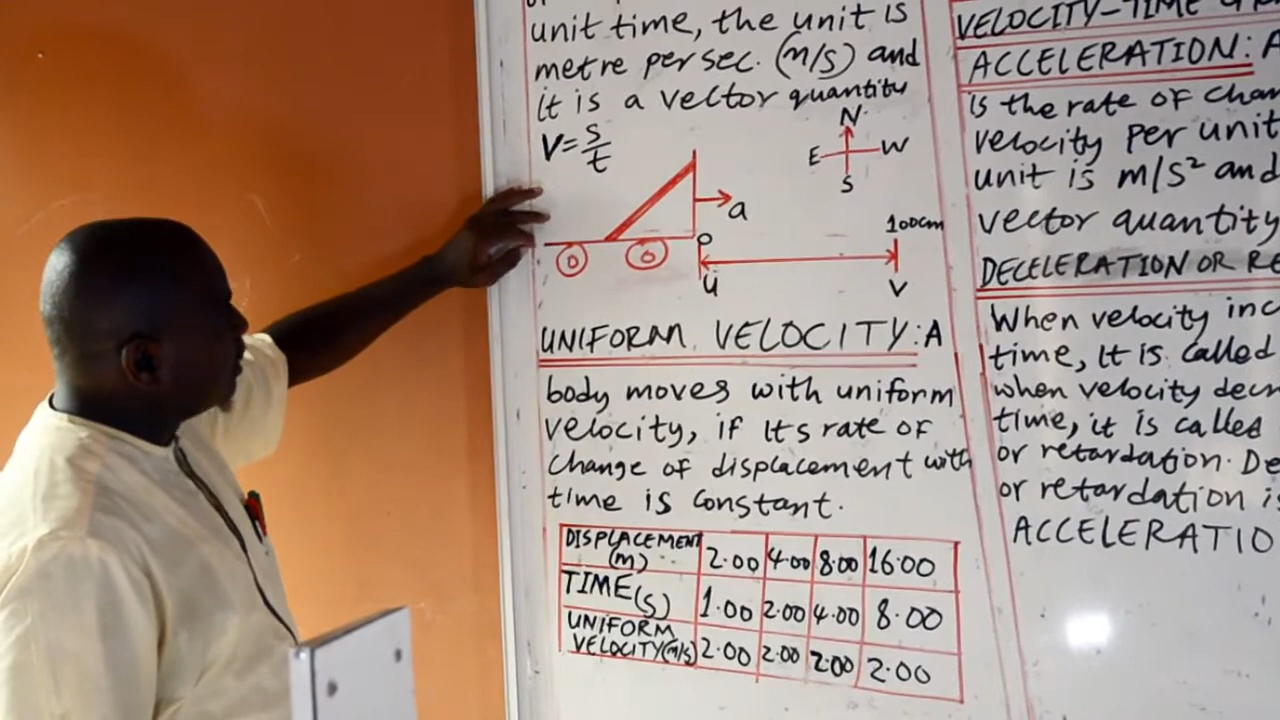 unit time, the unit is
metre per sec. (m/s) and
it is a vector quantity
V=s/t
N
E W
S
a
100cm
O
u v
UNIFORM VELOCITY: A
body moves with uniform
velocity, if its rate of
change of displacement with
time is constant.
DISPLACEMENT (m) 2.00 4.00 8.00 16.00
TIME (s) 1.00 2.00 4.00 8.00
UNIFORM VELOCITY (m/s) 2.00 2.00 2.00 2.00
VELOCITY-TIME
ACCELERATION: A
is the rate of chan
velocity per unit
unit is m/s² and
vector quantity
DECELERATION OR RE
When velocity inc
time, it is called
when velocity decr
time, it is called
or retardation. De
or retardation is
ACCELERATIO